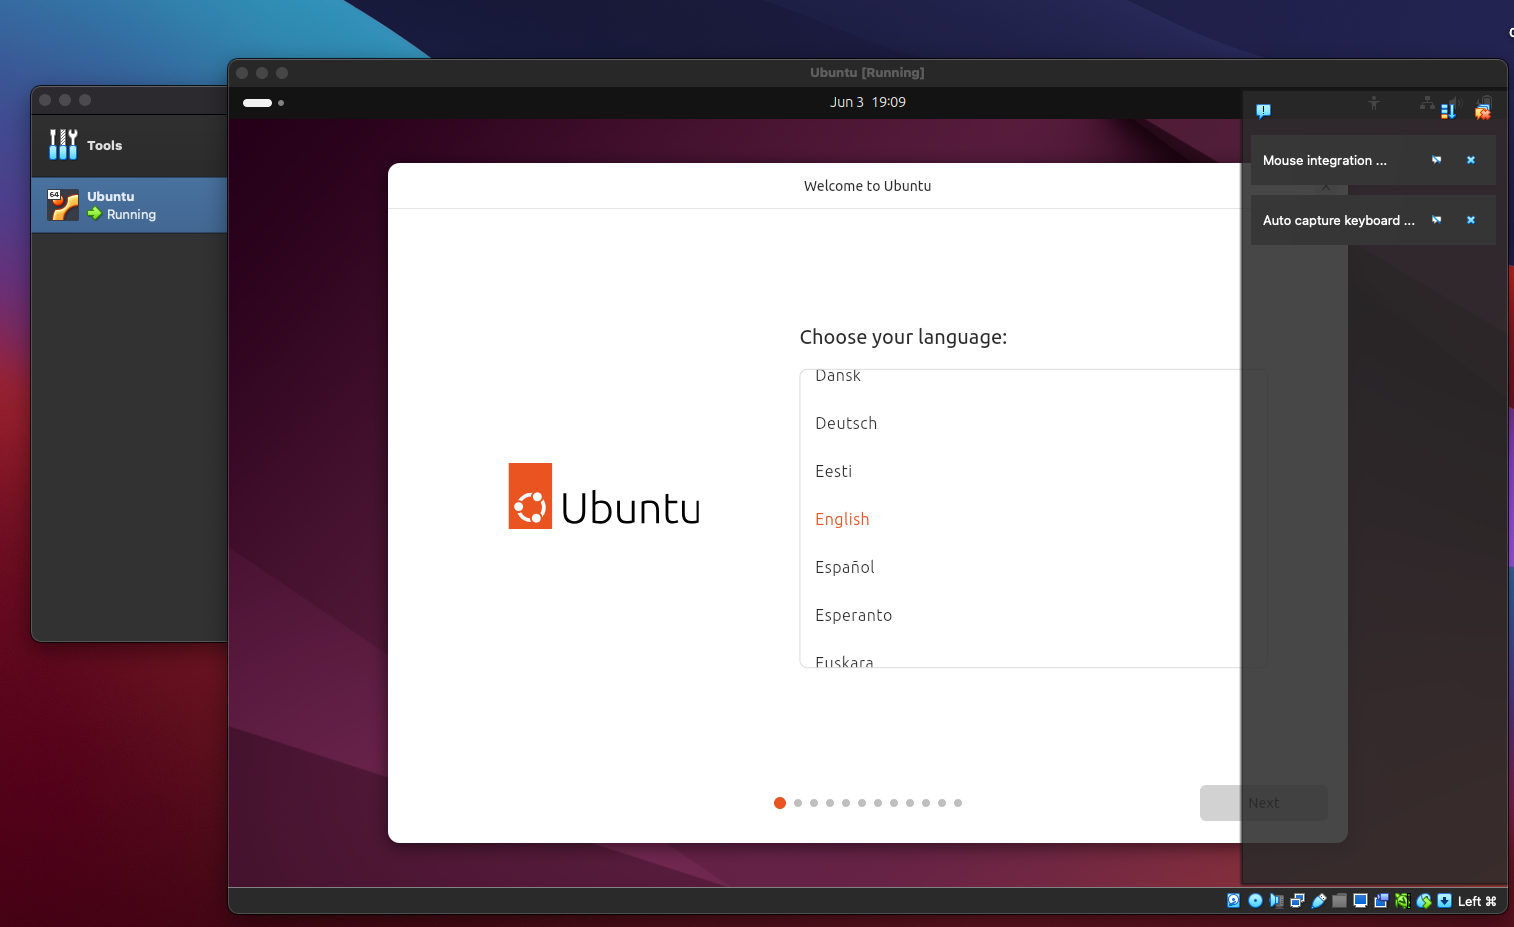 Ubuntu [Running]
Jun 3 19:09
Tools
64
Ubuntu
Running
Mouse integration ...
Auto capture keyboard ...
Welcome to Ubuntu
Choose your language:
Dansk
Deutsch
Eesti
English
Español
Esperanto
Euskara
Ubuntu
Next
Left ⌘